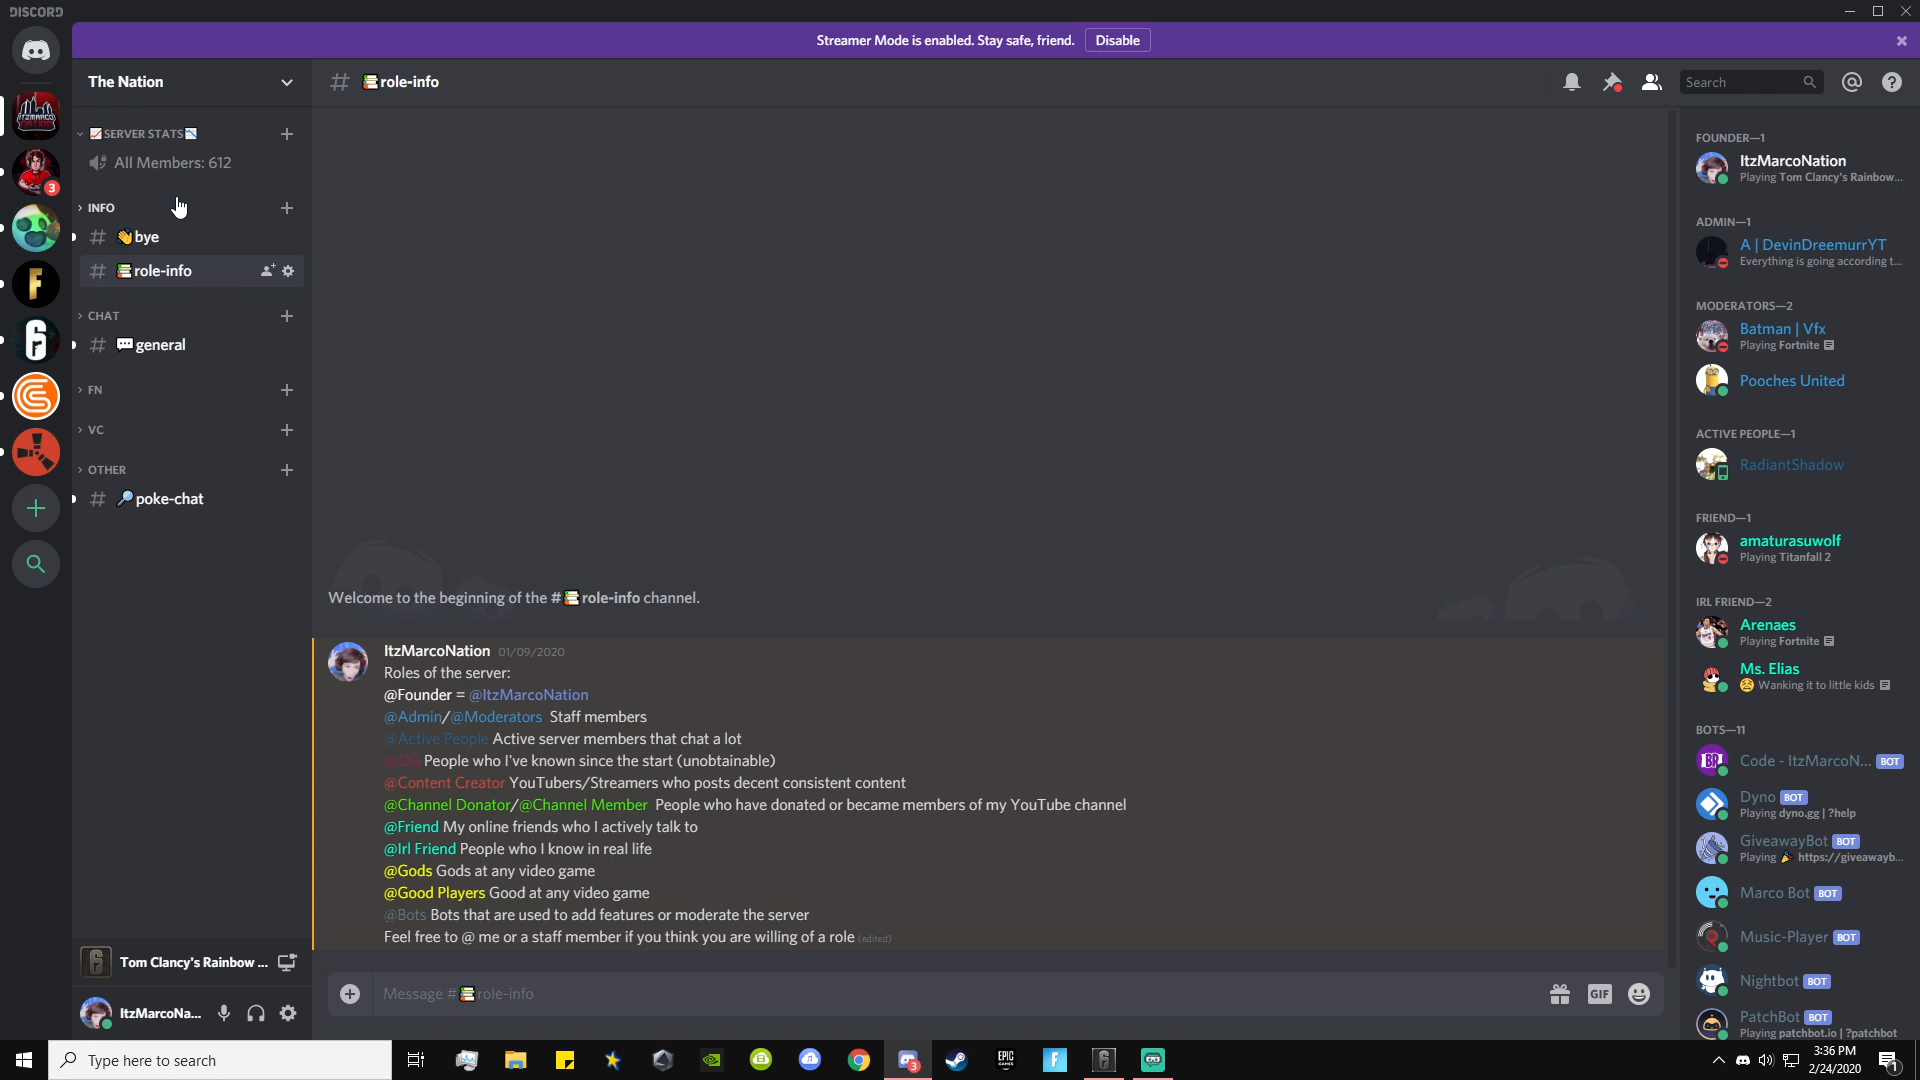 DISCORD
Streamer Mode is enabled. Stay safe, friend. Disable
The Nation
role-info
Search
SERVER STATS
All Members: 612
INFO
bye
role-info
CHAT
general
FN
VC
OTHER
poke-chat
Welcome to the beginning of the # role-info channel.
ItzMarcoNation 01/09/2020
Roles of the server:
@Founder = @ItzMarcoNation
@Admin/@Moderators Staff members
@Active People Active server members that chat a lot
@OG People who I've known since the start (unobtainable)
@Content Creator YouTubers/Streamers who posts decent consistent content
@Channel Donator/@Channel Member People who have donated or became members of my YouTube channel
@Friend My online friends who I actively talk to
@Irl Friend People who I know in real life
@Gods Gods at any video game
@Good Players Good at any video game
@Bots Bots that are used to add features or moderate the server
Feel free to @ me or a staff member if you think you are willing of a role (edited)
Message # role-info
GIF
FOUNDER—1
ItzMarcoNation
Playing Tom Clancy's Rainbow...
ADMIN—1
A | DevinDreemurrYT
Everything is going according t...
MODERATORS—2
Batman | Vfx
Playing Fortnite
Pooches United
ACTIVE PEOPLE—1
RadiantShadow
FRIEND—1
amaturasuwolf
Playing Titanfall 2
IRL FRIEND—2
Arenaes
Playing Fortnite
Ms. Elias
Wanking it to little kids
BOTS—11
Code - ItzMarcoN... BOT
Dyno BOT
Playing dyno.gg | ?help
GiveawayBot BOT
Playing https://giveawayb...
Marco Bot BOT
Music-Player BOT
Nightbot BOT
PatchBot BOT
Playing patchbot.io | ?patchbot
Tom Clancy's Rainbow ...
ItzMarcoNa...
Type here to search
EPIC GAMES
3:36 PM
2/24/2020